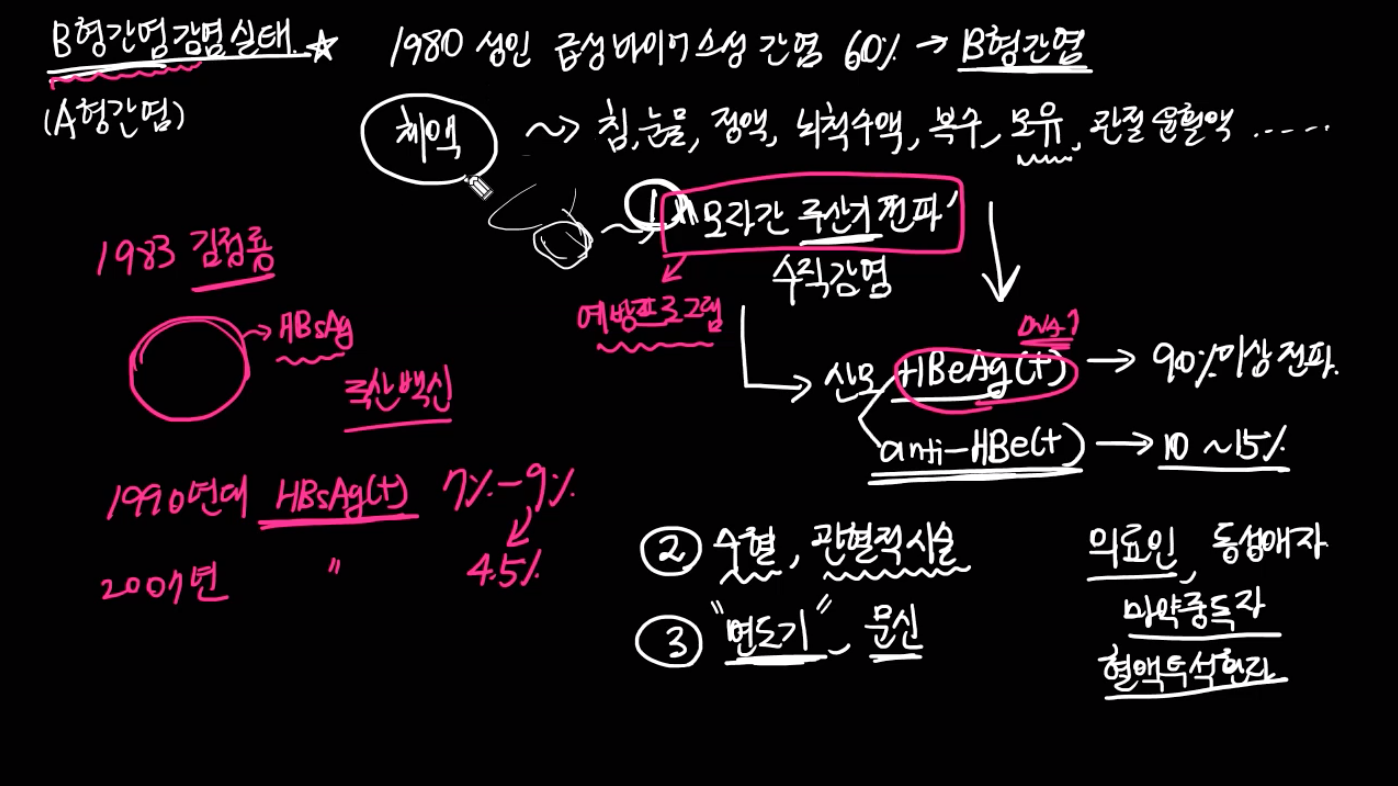 B형간염 감염실태 ☆
1980 성인 급성바이러스성 간염 60% → B형간염
(A형간염)
체액 ~> 침, 눈물, 정액, 뇌척수액, 복수, 모유, 관절윤활액 ......
① "모자간 주산기 전파"
수직감염
예방프로그램
1983 김정룡
→ HBsAg
국산백신
DNA↑
→ 산모 HBeAg(+) → 90%이상 전파.
anti-HBe(+) → 10 ~15%
1990년대 HBsAg(+) 7%-9%
2007년 " 4.5%
② 수혈, 관혈적시술
③ "면도기", 문신
의료인, 동성애자
마약중독자
혈액투석환자